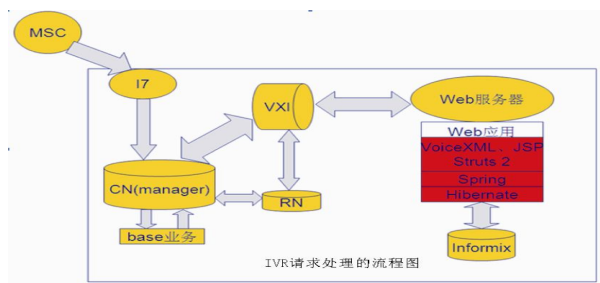 MSC
I7
VXI
Web服务器
Web应用
VoiceXML、JSP
Struts 2
Spring
Hibernate
CN(manager)
RN
base业务
Informix
IVR请求处理的流程图